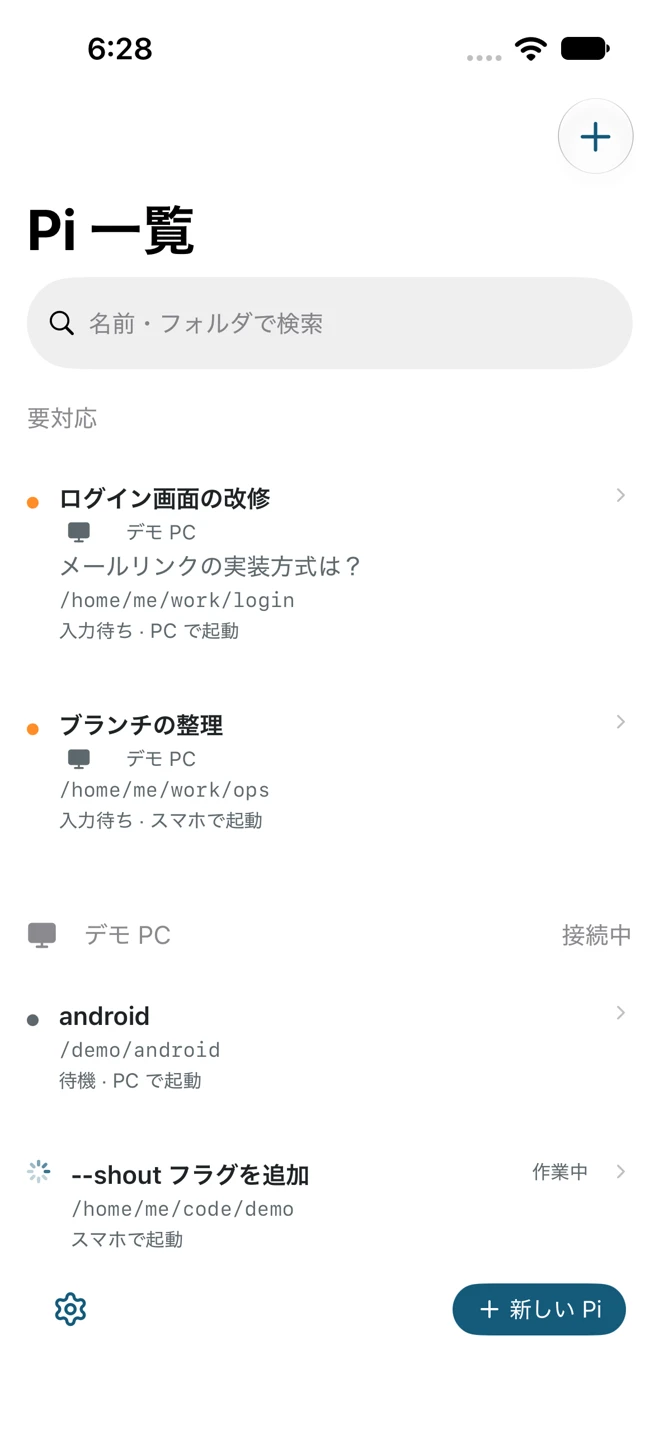 6:28
Pi 一覧
名前・フォルダで検索
要対応
ログイン画面の改修
デモ PC
メールリンクの実装方式は？
/home/me/work/login
入力待ち · PC で起動
ブランチの整理
デモ PC
/home/me/work/ops
入力待ち · スマホで起動
デモ PC 接続中
android
/demo/android
待機 · PC で起動
--shout フラグを追加 作業中
/home/me/code/demo
スマホで起動
+ 新しい Pi